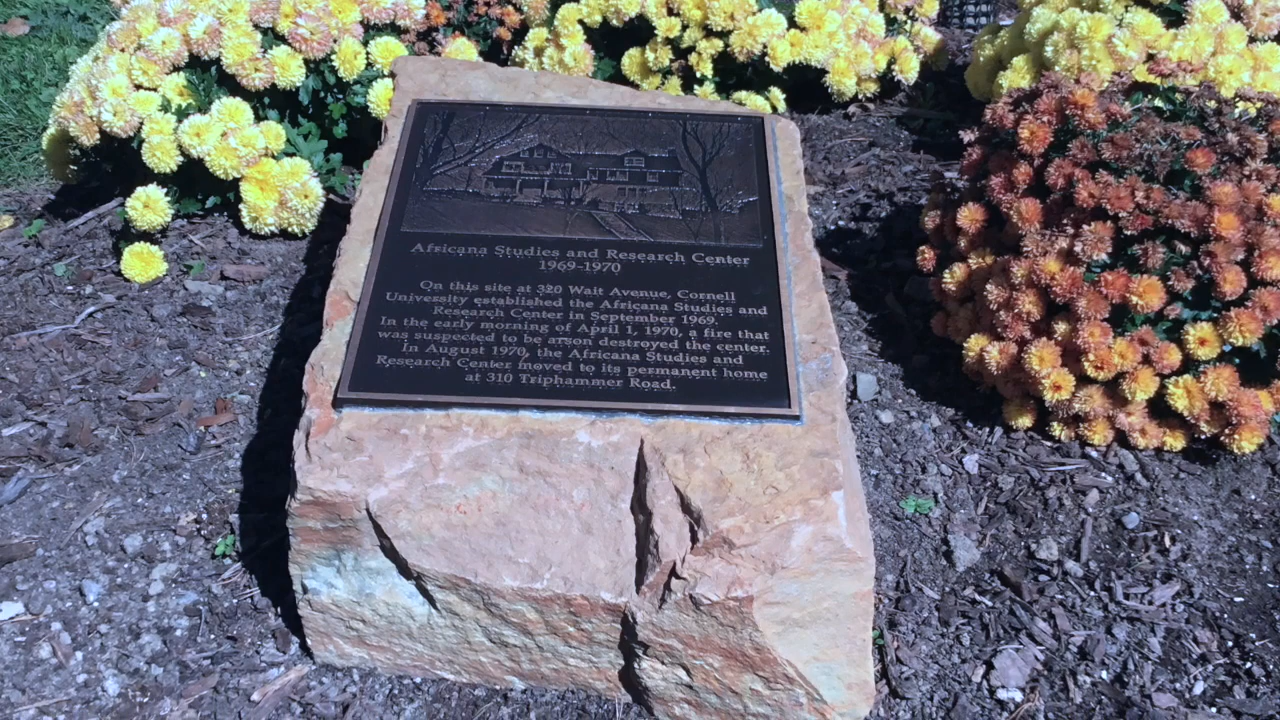 Africana Studies and Research Center
1969-1970
On this site at 320 Wait Avenue, Cornell
University established the Africana Studies and
Research Center in September 1969.
In the early morning of April 1, 1970, a fire that
was suspected to be arson destroyed the center.
In August 1970, the Africana Studies and
Research Center moved to its permanent home
at 310 Triphammer Road.